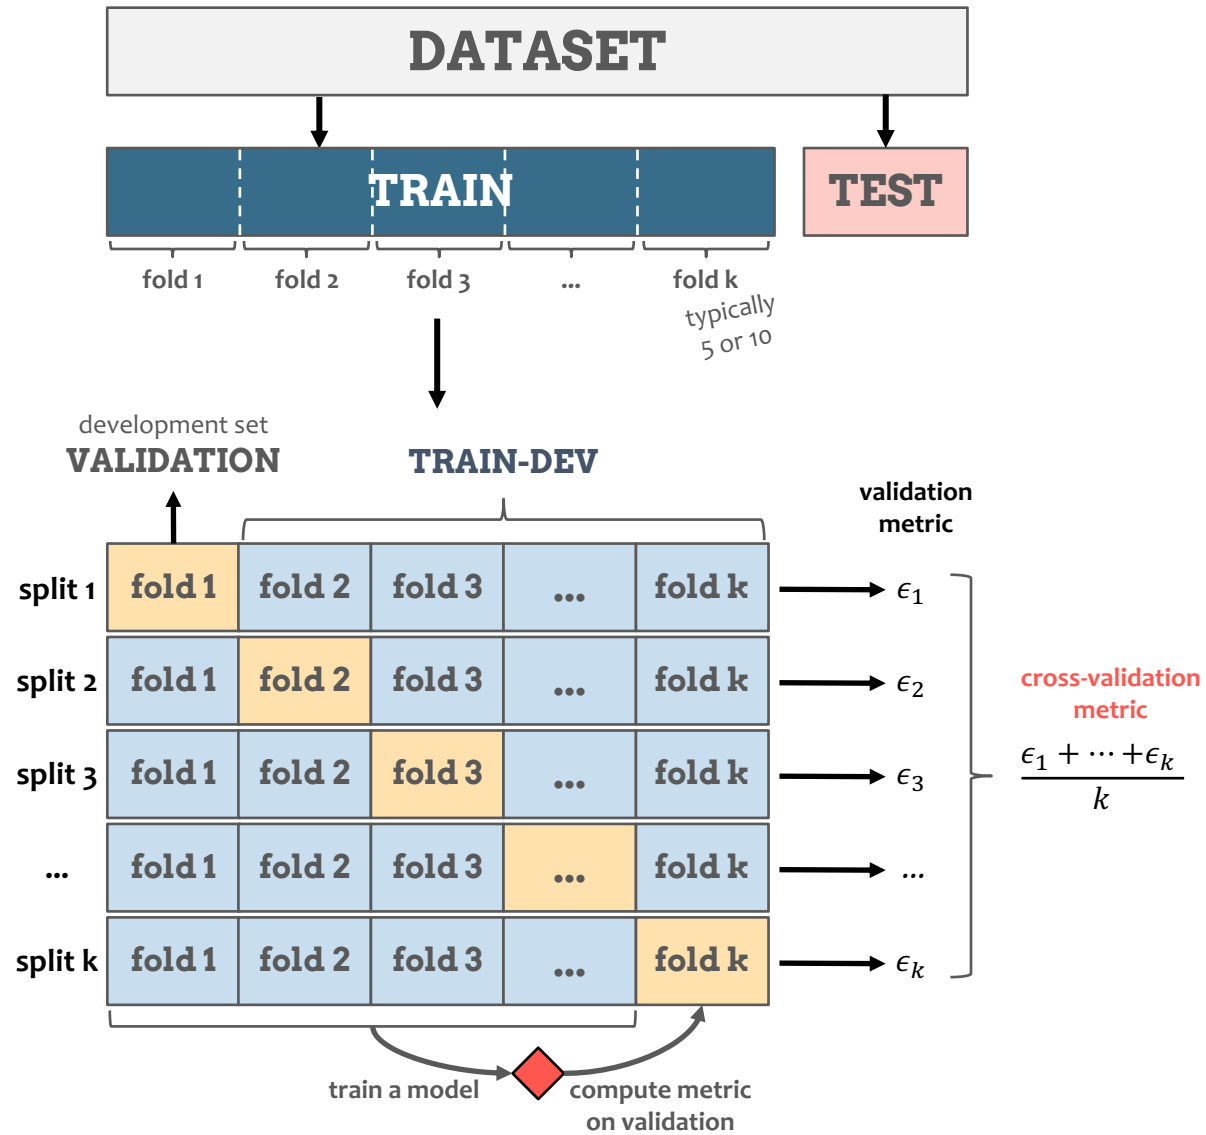 DATASET
TRAIN
TEST
fold 1 fold 2 fold 3 ... fold k
typically
5 or 10
development set
VALIDATION
TRAIN-DEV
validation
metric
split 1 fold 1 fold 2 fold 3 ... fold k ϵ₁
split 2 fold 1 fold 2 fold 3 ... fold k ϵ₂
split 3 fold 1 fold 2 fold 3 ... fold k ϵ₃
... fold 1 fold 2 fold 3 ... fold k ...
split k fold 1 fold 2 fold 3 ... fold k ϵₖ
cross-validation
metric
ϵ₁ + ⋯ +ϵₖ
k
train a model
compute metric
on validation